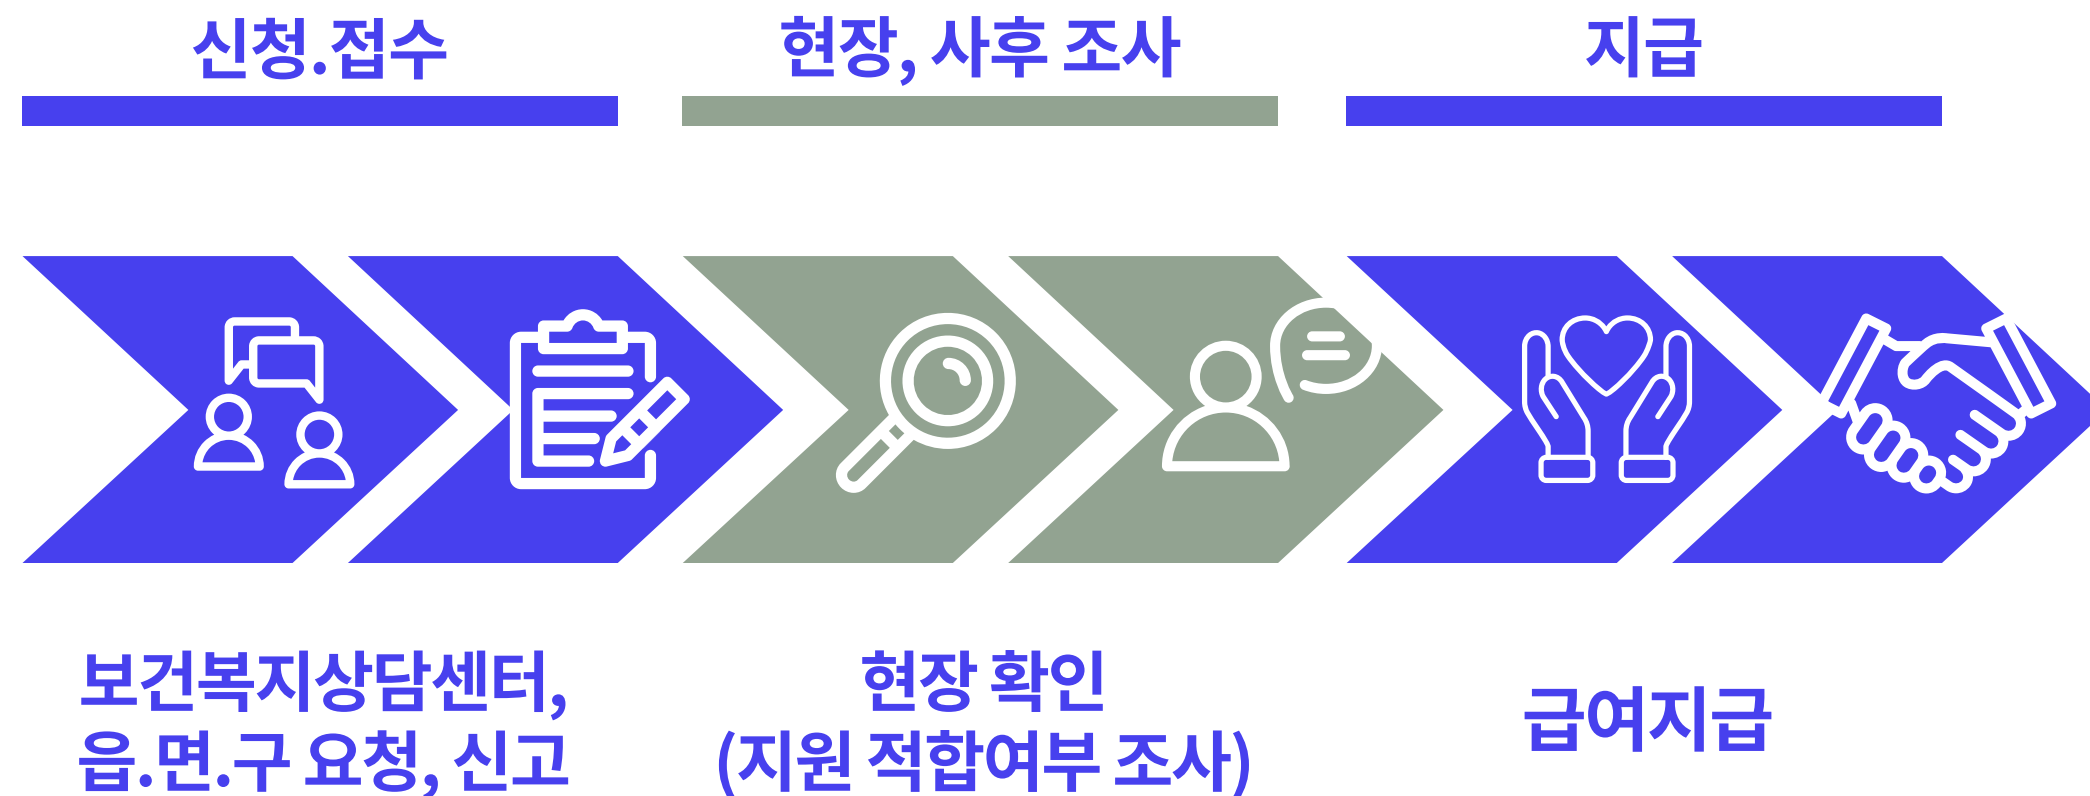 신청.접수
현장, 사후 조사
지급
보건복지상담센터,
읍.면.구 요청, 신고
현장 확인
(지원 적합여부 조사)
급여지급